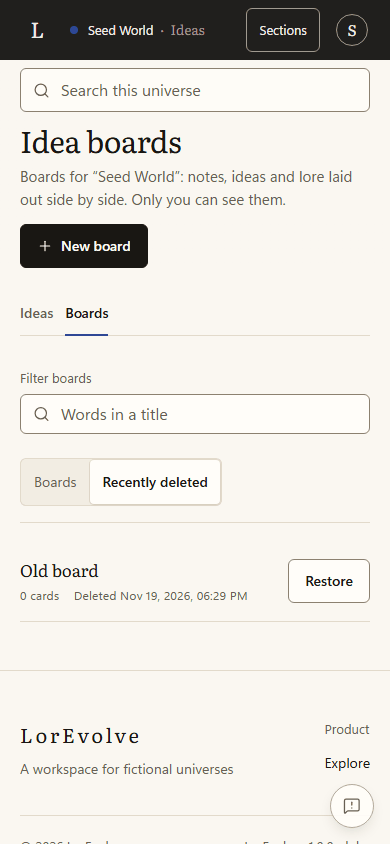 L
Seed World · Ideas
Sections
S
Search this universe
Idea boards
Boards for “Seed World”: notes, ideas and lore laid
out side by side. Only you can see them.
New board
Ideas
Boards
Filter boards
Words in a title
Boards
Recently deleted
Old board
0 cards
Deleted Nov 19, 2026, 06:29 PM
Restore
LorEvolve
A workspace for fictional universes
Product
Explore